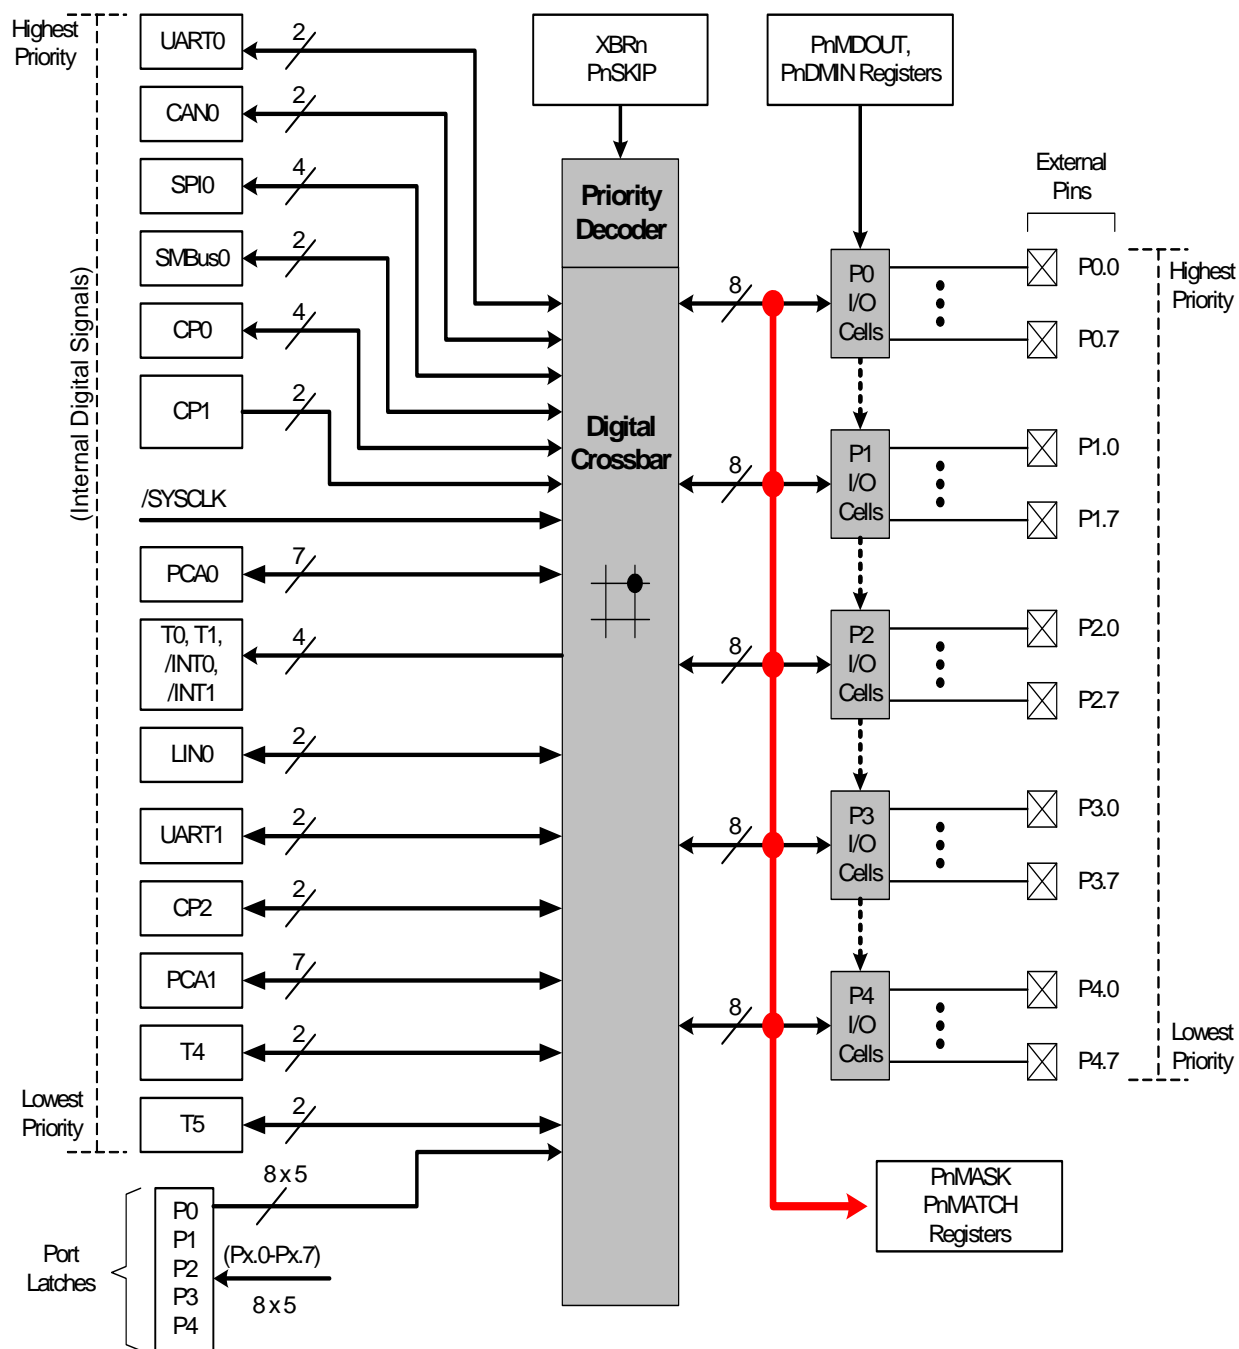 Highest
Priority
UART0
2
XBRn
PnSKIP
PnMDOUT,
PnDMIN Registers
CAN0
2
SPI0
4
Priority
Decoder
External
Pins
SMBus0
2
(Internal Digital Signals)
CP0
4
CP1
2
8
P0
I/O
Cells
P0.0
P0.7
Highest
Priority
Digital
Crossbar
8
P1
I/O
Cells
P1.0
P1.7
/SYSCLK
PCA0
7
T0, T1,
/INT0,
/INT1
4
8
P2
I/O
Cells
P2.0
P2.7
LIN0
2
UART1
2
8
P3
I/O
Cells
P3.0
P3.7
CP2
2
PCA1
7
8
P4
I/O
Cells
P4.0
P4.7
T4
2
Lowest
Priority
Lowest
Priority
T5
2
8 x 5
P0
P1
P2
P3
P4
Port
Latches
(Px.0-Px.7)
8 x 5
PnMASK
PnMATCH
Registers